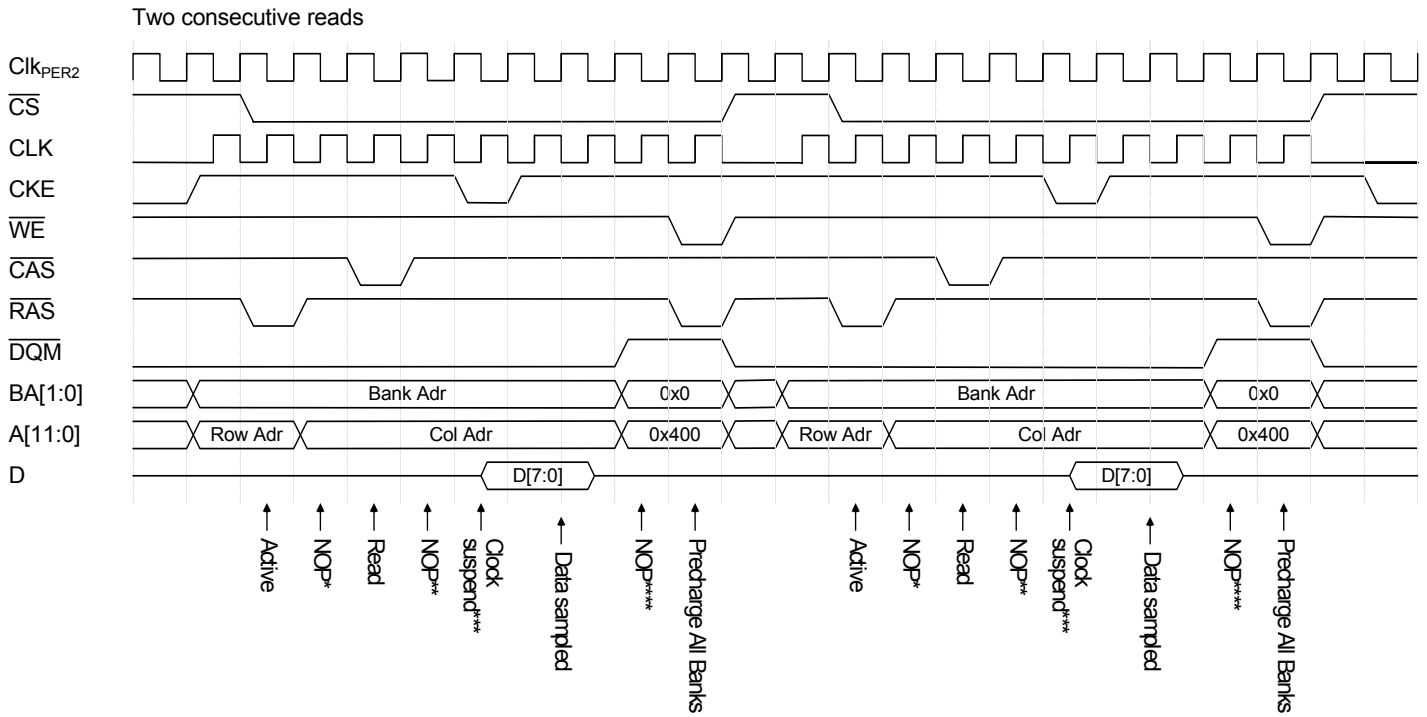 Two consecutive reads
ClkPER2
CS
CLK
CKE
WE
CAS
RAS
DQM
BA[1:0] Bank Adr 0x0 Bank Adr 0x0
A[11:0] Row Adr Col Adr 0x400 Row Adr Col Adr 0x400
D D[7:0] D[7:0]
Active
NOP*
Read
NOP**
Clock
suspend***
Data sampled
NOP****
Precharge All Banks
Active
NOP*
Read
NOP**
Clock
suspend***
Data sampled
NOP****
Precharge All Banks